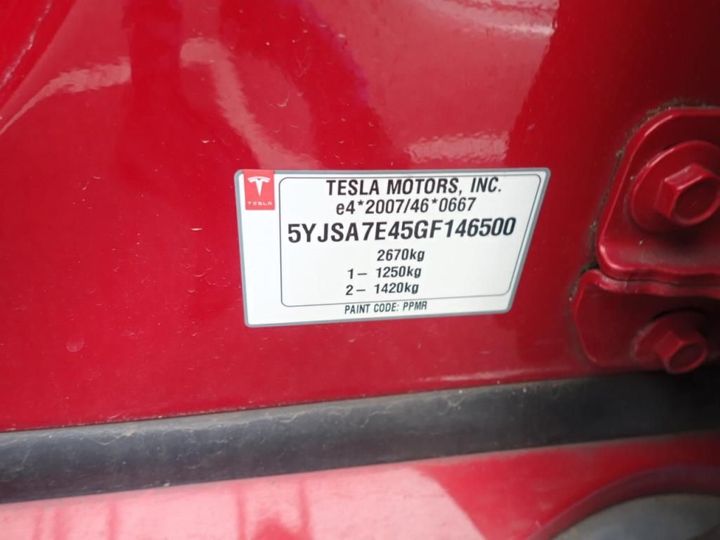 TESLA
TESLA MOTORS, INC.
e4*2007/46*0667
5YJSA7E45GF146500
2670kg
1- 1250kg
2- 1420kg
PAINT CODE: PPMR